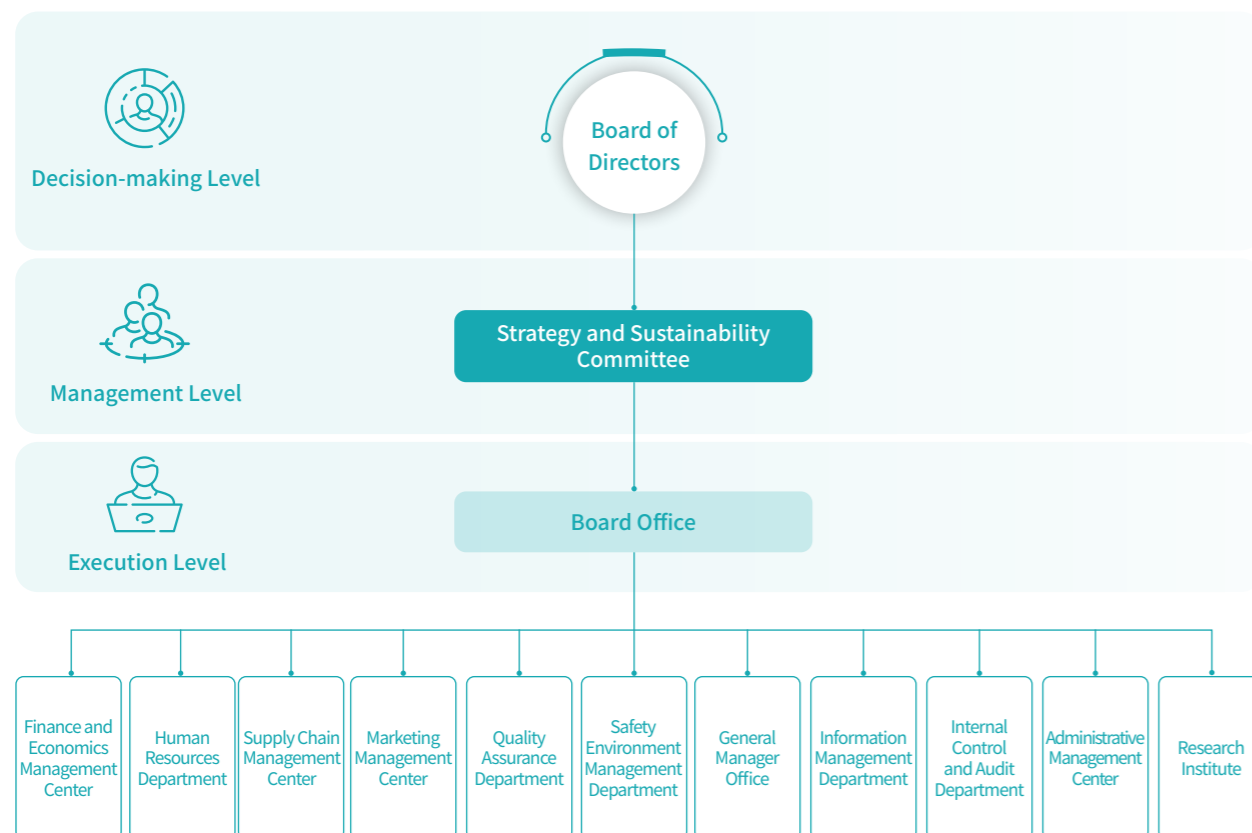 Board of
Directors
Decision-making Level
Strategy and Sustainability
Committee
Management Level
Board Office
Execution Level
Finance and
Economics
Management
Center
Human
Resources
Department
Supply Chain
Management
Center
Marketing
Management
Center
Quality
Assurance
Department
Safety
Environment
Management
Department
General
Manager
Office
Information
Management
Department
Internal
Control
and Audit
Department
Administrative
Management
Center
Research
Institute